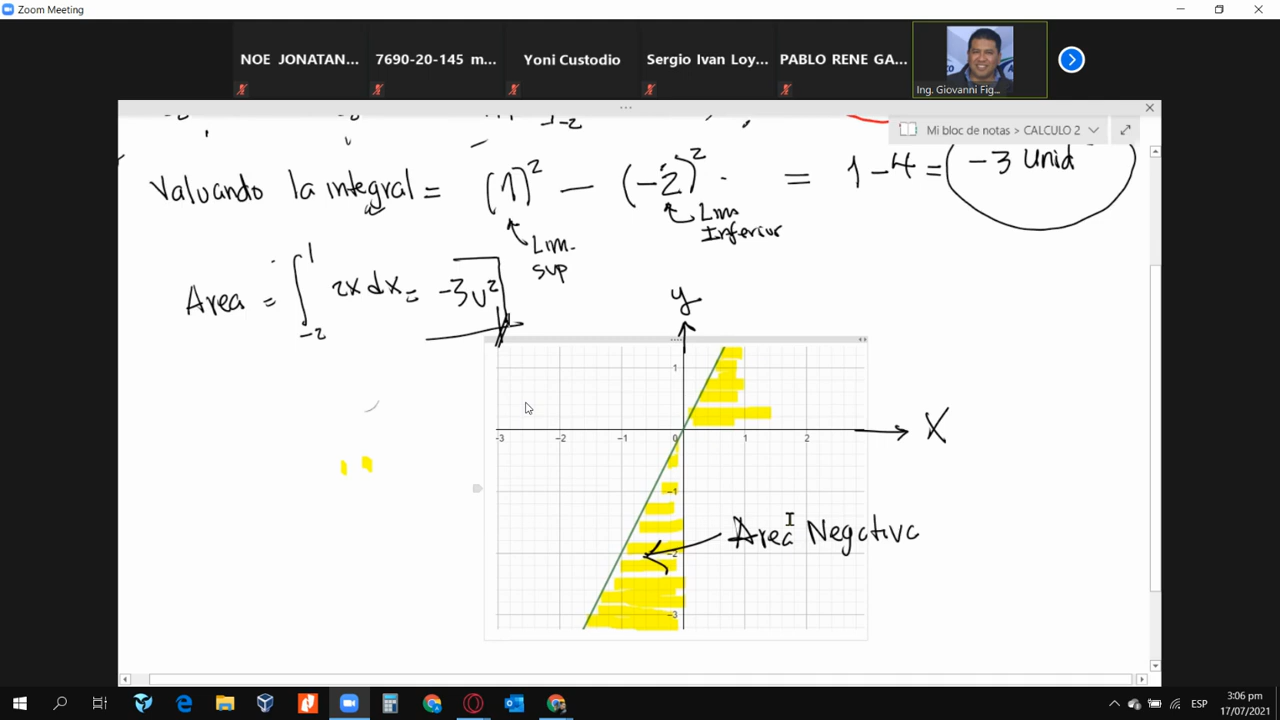 Zoom Meeting
NOE JONATAN... 7690-20-145 m... Yoni Custodio Sergio Ivan Loy... PABLO RENE GA... Ing. Giovanni Fig...
Mi bloc de notas > CALCULO 2
Valuando la integral = (1)² - (-2)² . = 1-4= -3 Unid
Lim. sup
Lim Inferior
Area = ∫ 1 -2 2x dx = -3u²
y
1
-3 -2 -1 0 1 2 X
-1
Area Negativa
-2
-3
ESP
3:06 pm
17/07/2021